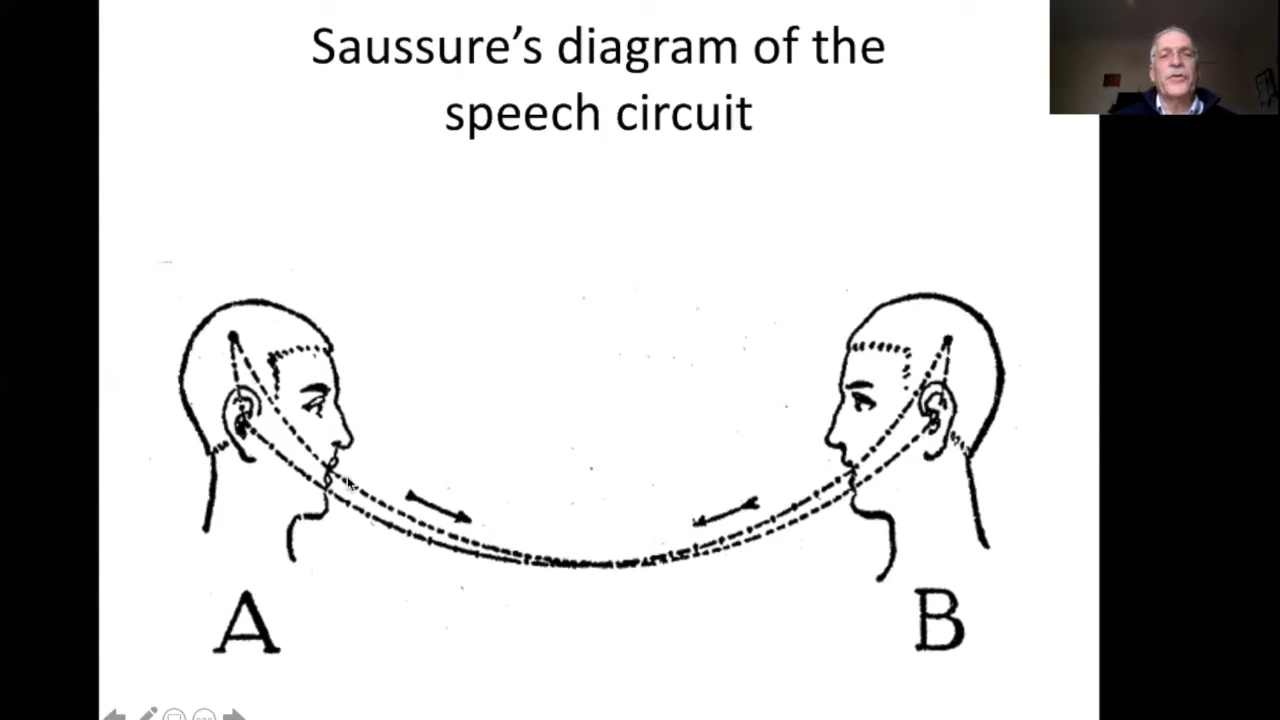 Saussure’s diagram of the
speech circuit
A
B